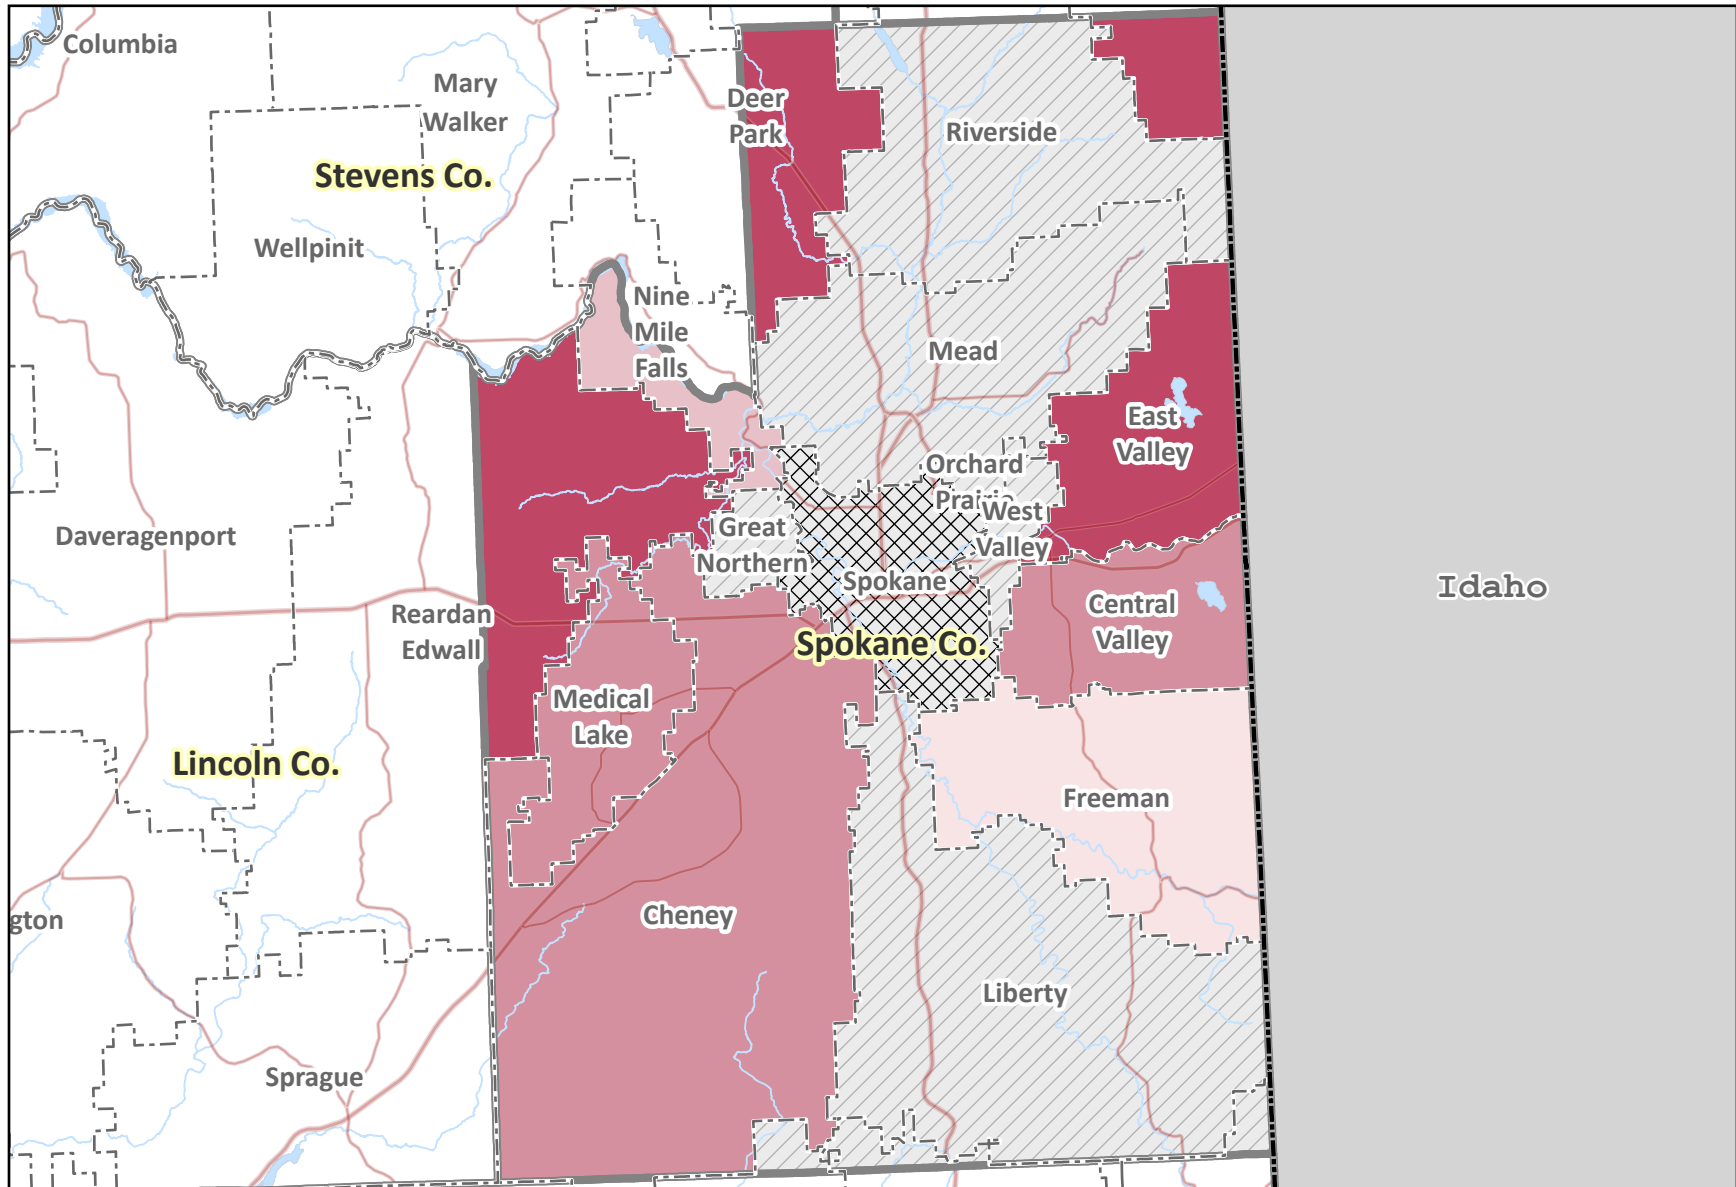 Columbia
Mary
Walker
Stevens Co.
Wellpinit
Deer
Park
Riverside
Nine
Mile
Falls
Mead
East
Valley
Orchard
Prairie
West
Valley
Great
Northern
Spokane
Daveragenport
Reardan
Edwall
Central
Valley
Idaho
Spokane Co.
Medical
Lake
Lincoln Co.
Freeman
Cheney
gton
Liberty
Sprague